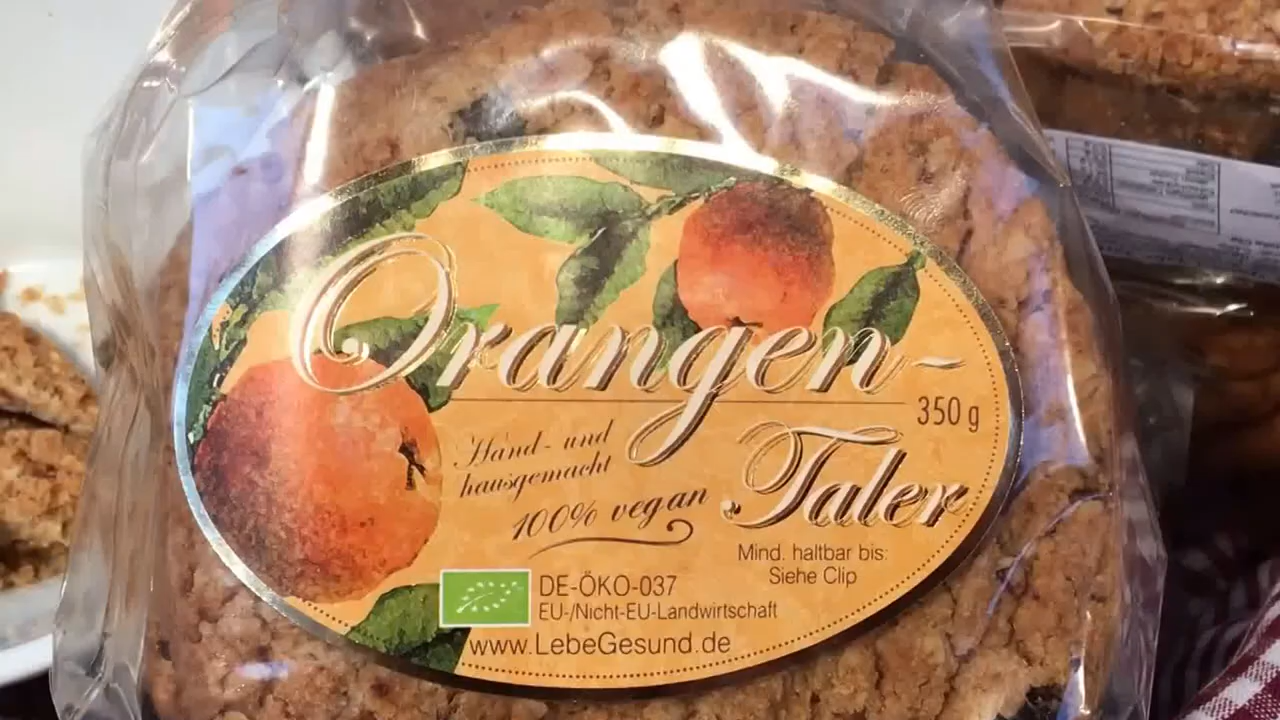 Orangen-
350 g
Taler
Hand- und
hausgemacht
100% vegan
Mind. haltbar bis:
Siehe Clip
DE-ÖKO-037
EU-/Nicht-EU-Landwirtschaft
www.LebeGesund.de